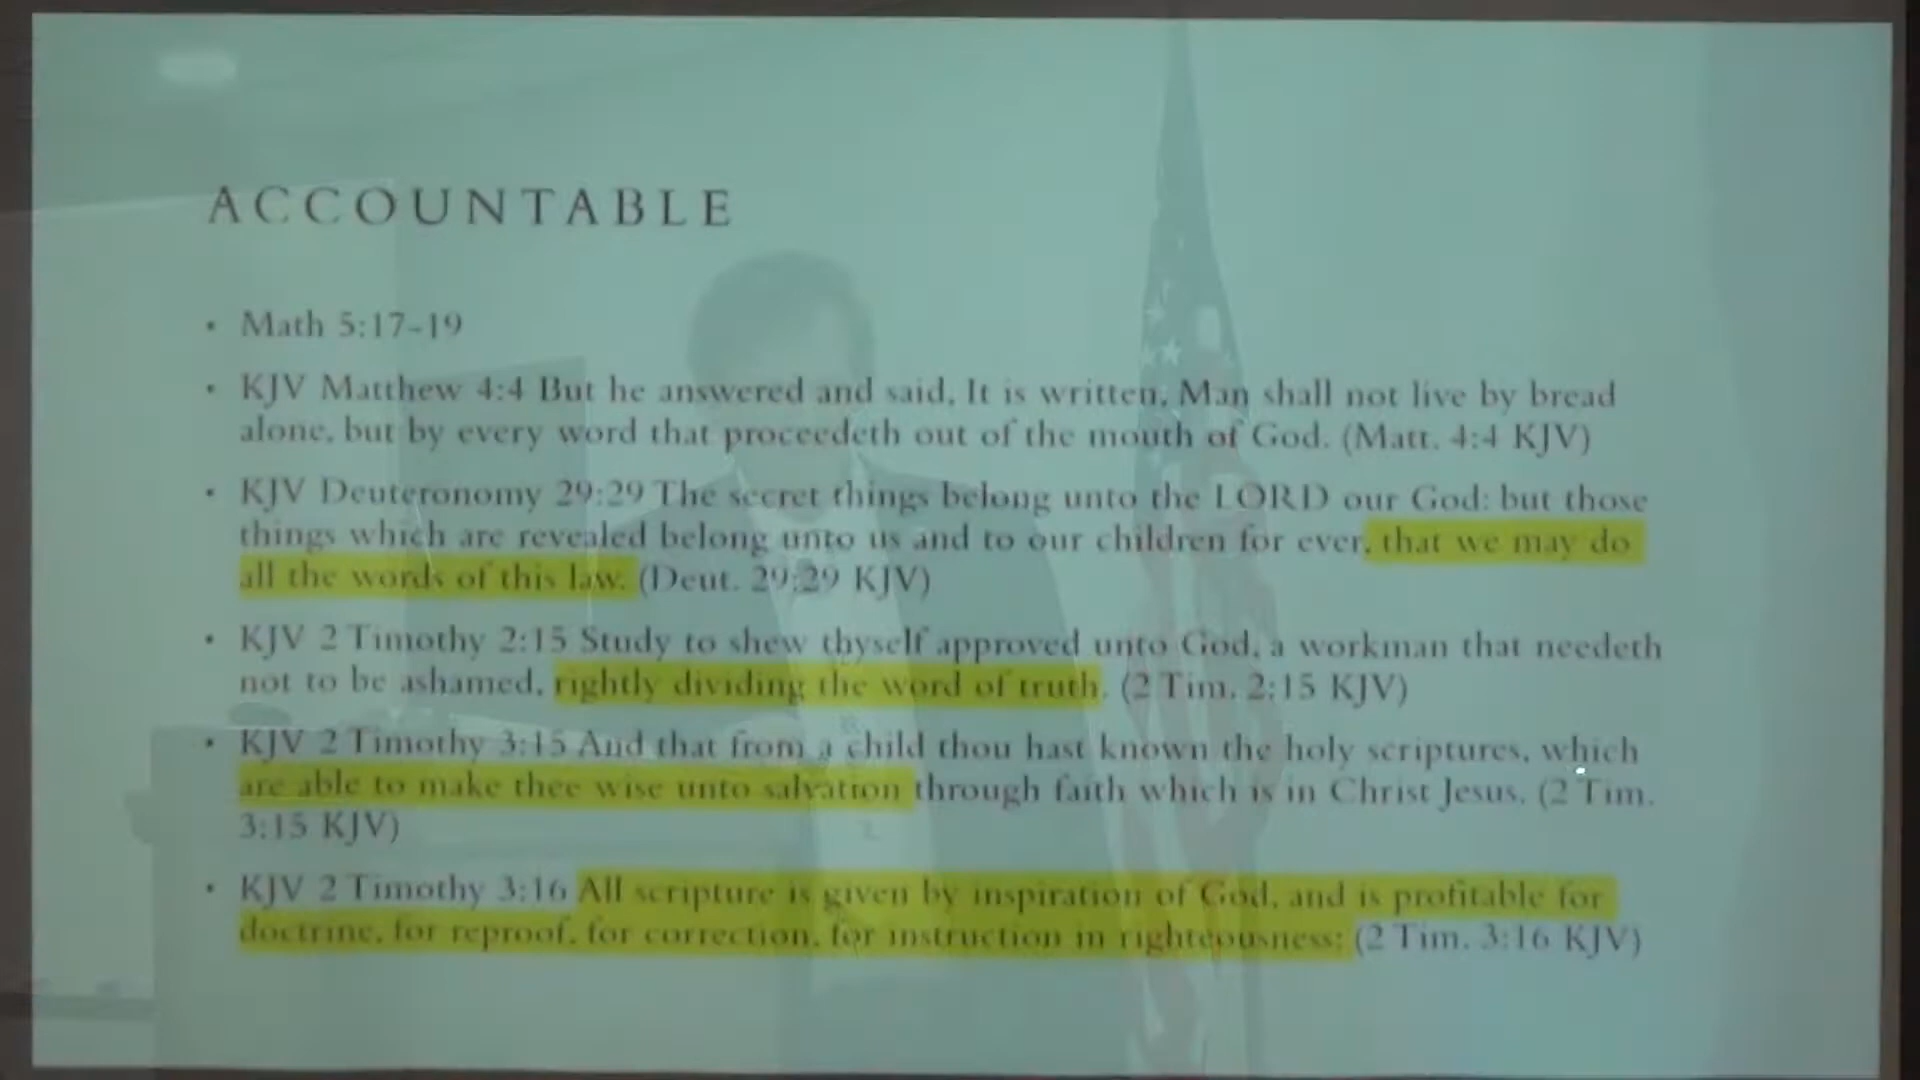 ACCOUNTABLE
• Math 5:17-19
• KJV Matthew 4:4 But he answered and said, It is written, Man shall not live by bread
alone, but by every word that proceedeth out of the mouth of God. (Matt. 4:4 KJV)
• KJV Deuteronomy 29:29 The secret things belong unto the LORD our God: but those
things which are revealed belong unto us and to our children for ever, that we may do
all the words of this law. (Deut. 29:29 KJV)
• KJV 2 Timothy 2:15 Study to shew thyself approved unto God, a workman that needeth
not to be ashamed, rightly dividing the word of truth. (2 Tim. 2:15 KJV)
• KJV 2 Timothy 3:15 And that from a child thou hast known the holy scriptures, which
are able to make thee wise unto salvation through faith which is in Christ Jesus. (2 Tim.
3:15 KJV)
• KJV 2 Timothy 3:16 All scripture is given by inspiration of God, and is profitable for
doctrine, for reproof, for correction, for instruction in righteousness: (2 Tim. 3:16 KJV)